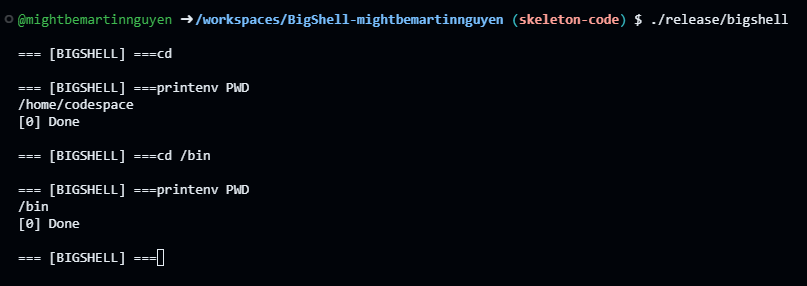 @mightbemartinnguyen ➜/workspaces/BigShell-mightbemartinnguyen (skeleton-code) $ ./release/bigshell
=== [BIGSHELL] ===cd
=== [BIGSHELL] ===printenv PWD
/home/codespace
[0] Done
=== [BIGSHELL] ===cd /bin
=== [BIGSHELL] ===printenv PWD
/bin
[0] Done
=== [BIGSHELL] ===